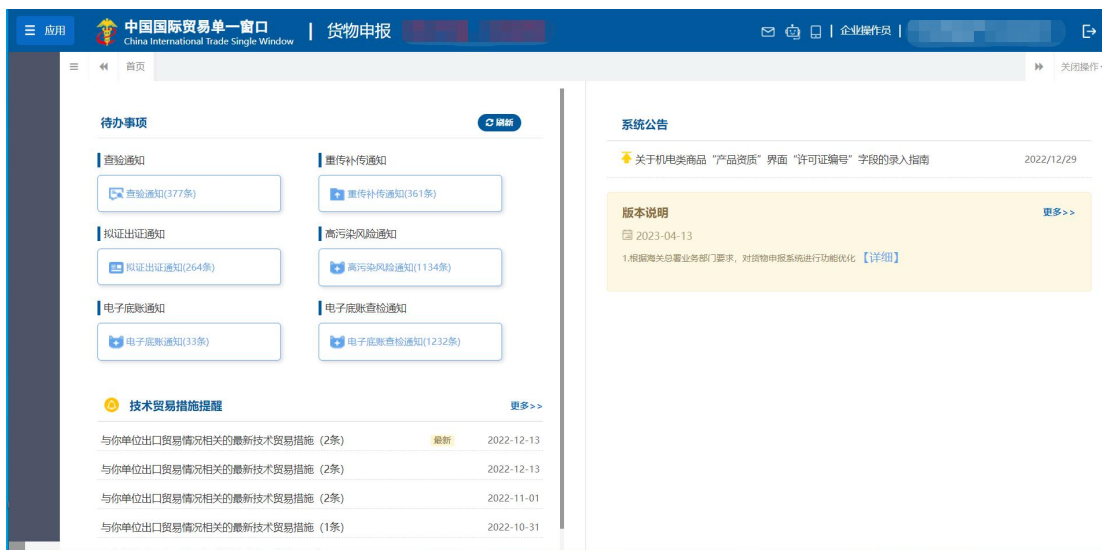 应用
中国国际贸易单一窗口
China International Trade Single Window
货物申报
企业操作员
首页
关闭操作
待办事项
刷新
查验通知
重传补传通知
查验通知(377条)
重传补传通知(361条)
拟证出证通知
高污染风险通知
拟证出证通知(264条)
高污染风险通知(1134条)
电子底账通知
电子底账查检通知
电子底账通知(33条)
电子底账查检通知(1232条)
技术贸易措施提醒
更多>>
与你单位出口贸易情况相关的最新技术贸易措施（2条） 最新 2022-12-13
与你单位出口贸易情况相关的最新技术贸易措施（2条） 2022-12-13
与你单位出口贸易情况相关的最新技术贸易措施（2条） 2022-11-01
与你单位出口贸易情况相关的最新技术贸易措施（1条） 2022-10-31
系统公告
关于机电类商品“产品资质”界面“许可证编号”字段的录入指南 2022/12/29
版本说明
更多>>
2023-04-13
1.根据海关总署业务部门要求，对货物申报系统进行功能优化 【详细】